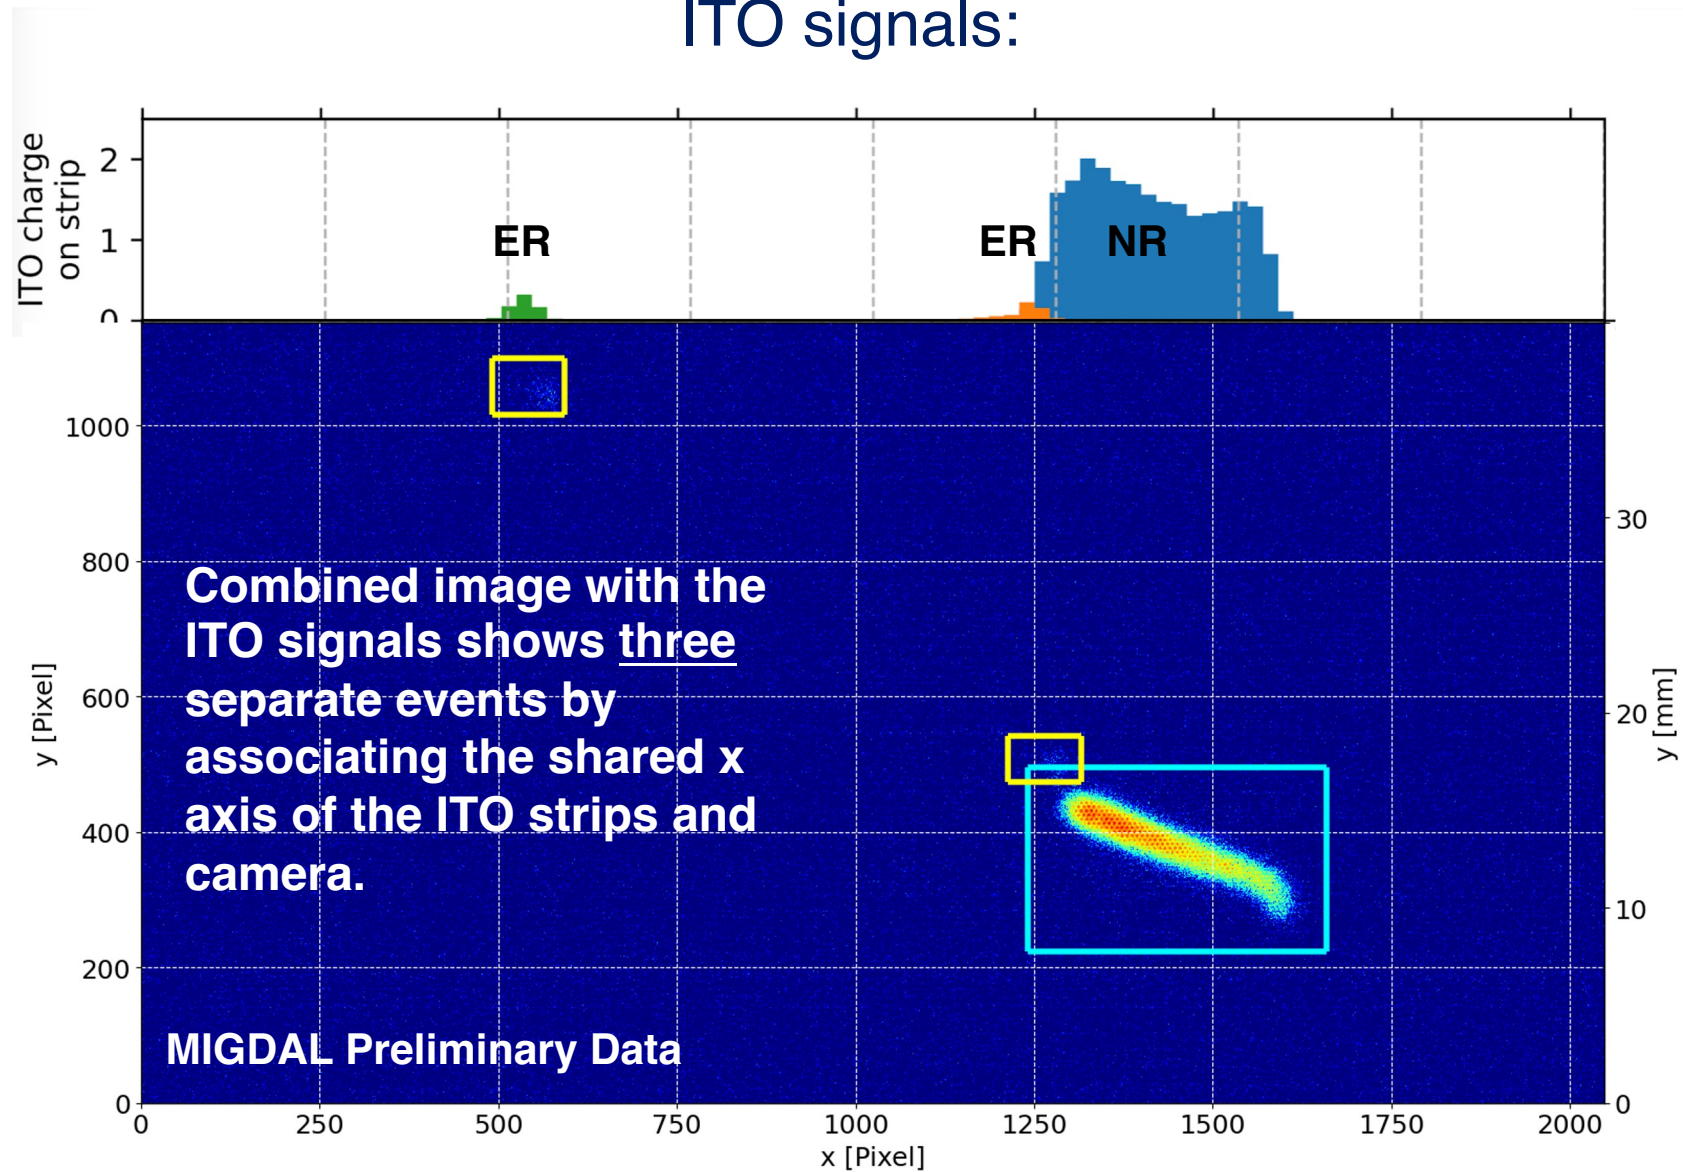 ITO signals:
ITO charge
on strip
2
1
0
ER
ER
NR
1000
800
600
400
200
0
y [Pixel]
30
20
10
0
y [mm]
Combined image with the
ITO signals shows three
separate events by
associating the shared x
axis of the ITO strips and
camera.
MIGDAL Preliminary Data
0 250 500 750 1000 1250 1500 1750 2000
x [Pixel]